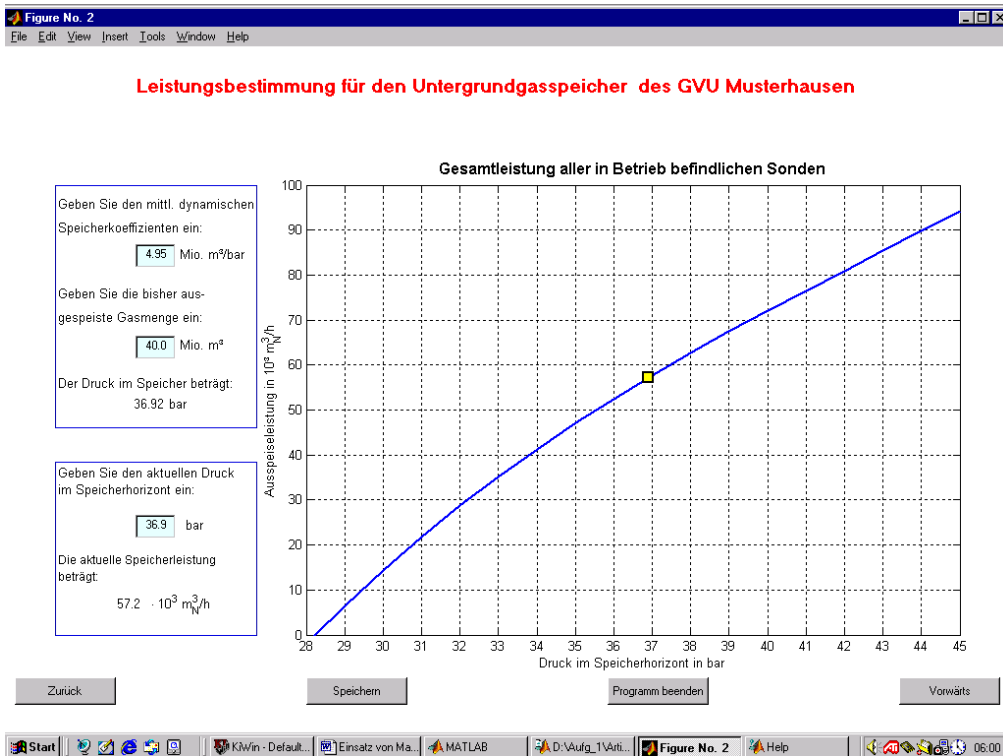 Figure No. 2
File Edit View Insert Tools Window Help
Leistungsbestimmung für den Untergrundgasspeicher des GVU Musterhausen
Geben Sie den mittl. dynamischen
Speicherkoeffizienten ein:
4.95 Mio. m³/bar
Geben Sie die bisher aus-
gespeiste Gasmenge ein:
40.0 Mio. m³
Der Druck im Speicher beträgt:
36.92 bar
Geben Sie den aktuellen Druck
im Speicherhorizont ein:
36.9 bar
Die aktuelle Speicherleistung
beträgt:
57.2 · 10³ m³N/h
Gesamtleistung aller in Betrieb befindlichen Sonden
Ausspeiseleistung in 10³ m³N/h
100
90
80
70
60
50
40
30
20
10
0
28 29 30 31 32 33 34 35 36 37 38 39 40 41 42 43 44 45
Druck im Speicherhorizont in bar
Zurück Speichern Programm beenden Vorwärts
Start KiWin - Default... Einsatz von Ma... MATLAB D:\Aufg_1\Arti... Figure No. 2 Help 06:00